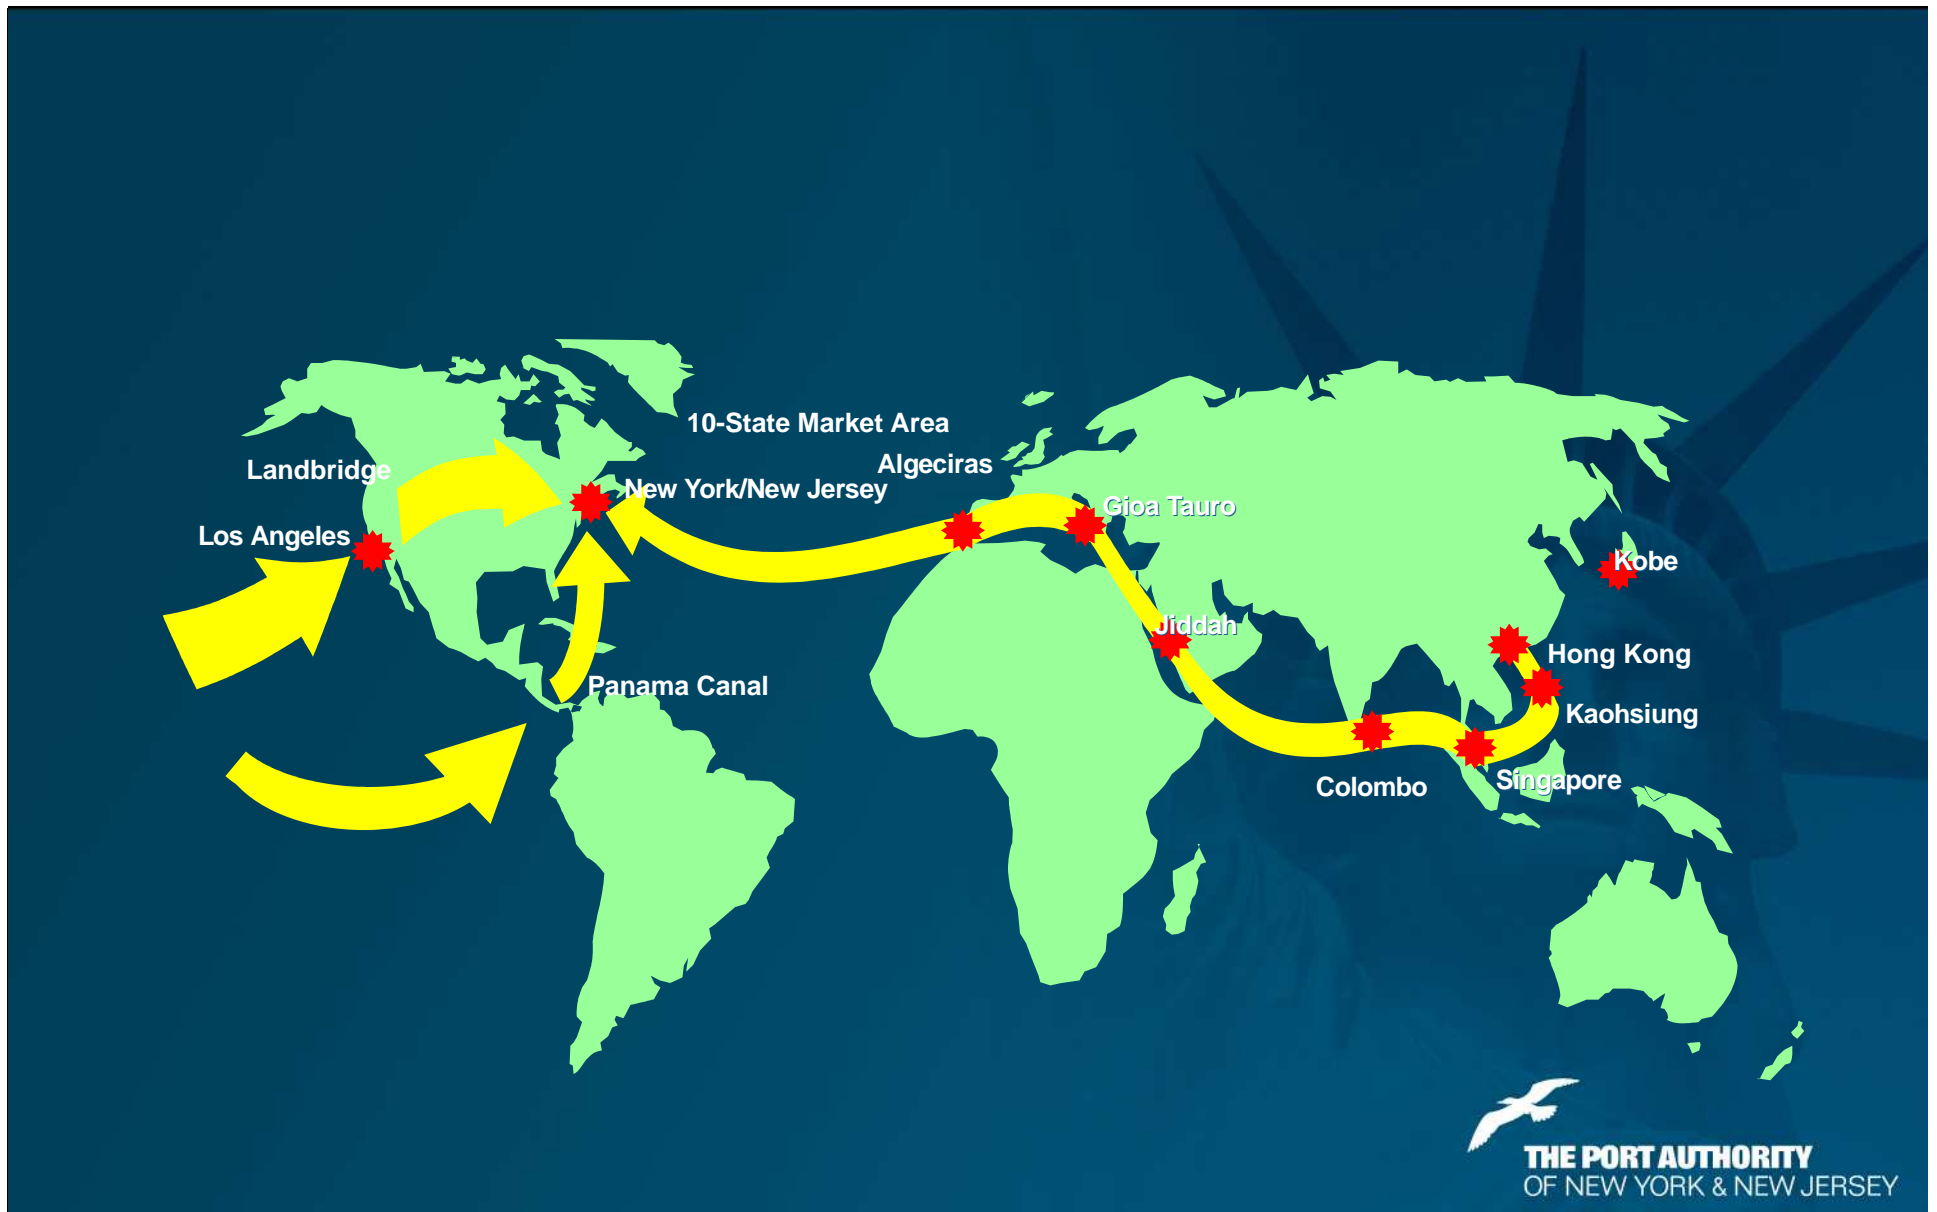 10-State Market Area
Algeciras
Landbridge
New York/New Jersey
Gioa Tauro
Los Angeles
Kobe
Jiddah
Hong Kong
Panama Canal
Kaohsiung
Singapore
Colombo
THE PORT AUTHORITY
OF NEW YORK & NEW JERSEY